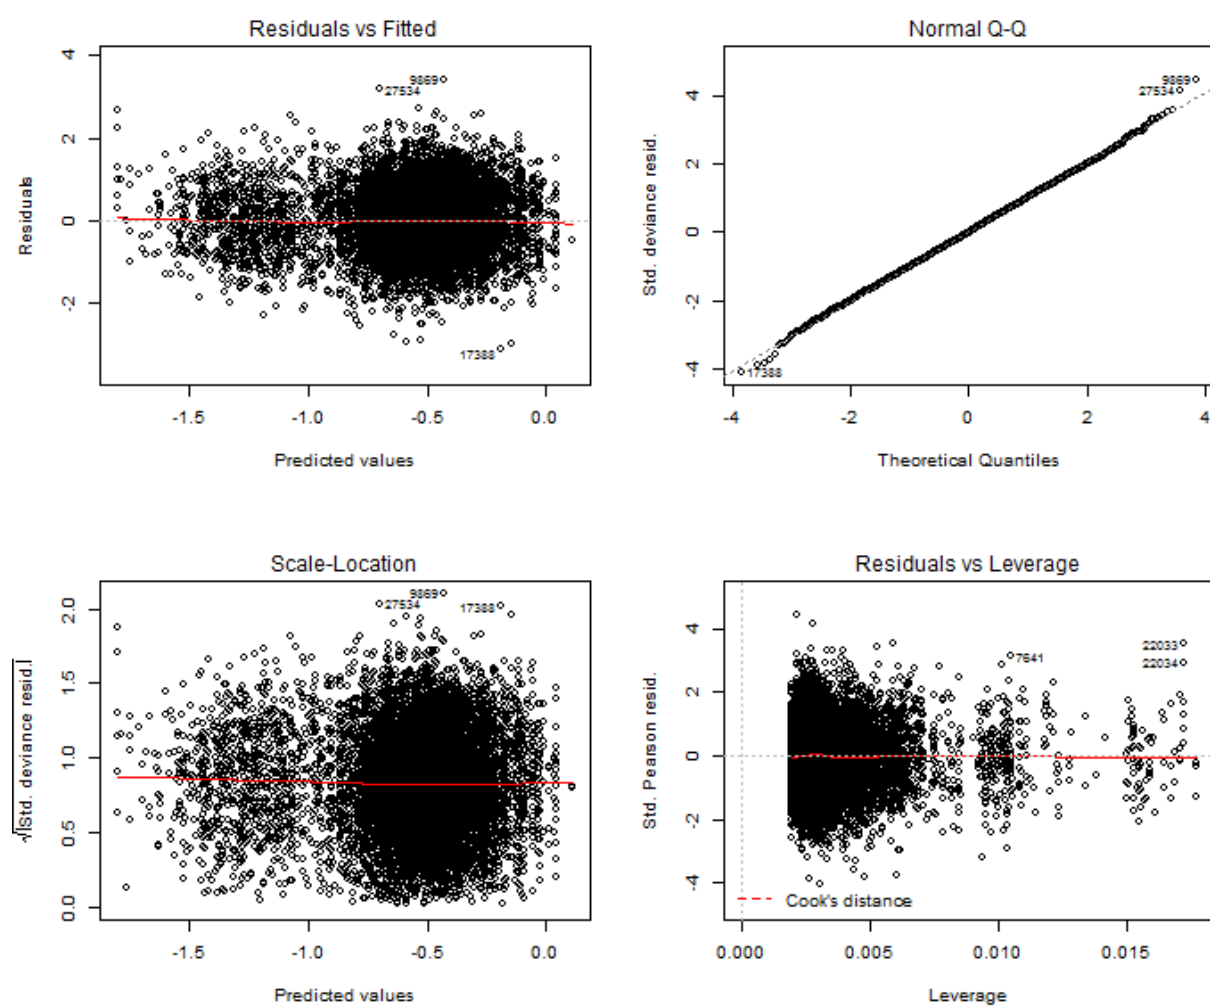 Residuals vs Fitted
Residuals
4
2
0
-2
9869
27534
17388
-1.5 -1.0 -0.5 0.0
Predicted values
Normal Q-Q
Std. deviance resid.
4
2
0
-2
-4
9869
27534
17388
-4 -2 0 2 4
Theoretical Quantiles
Scale-Location
√|Std. deviance resid.|
2.0
1.5
1.0
0.5
0.0
9869
27534
17388
-1.5 -1.0 -0.5 0.0
Predicted values
Residuals vs Leverage
Std. Pearson resid.
4
2
0
-2
-4
22033
7641
22034
Cook's distance
0.000 0.005 0.010 0.015
Leverage